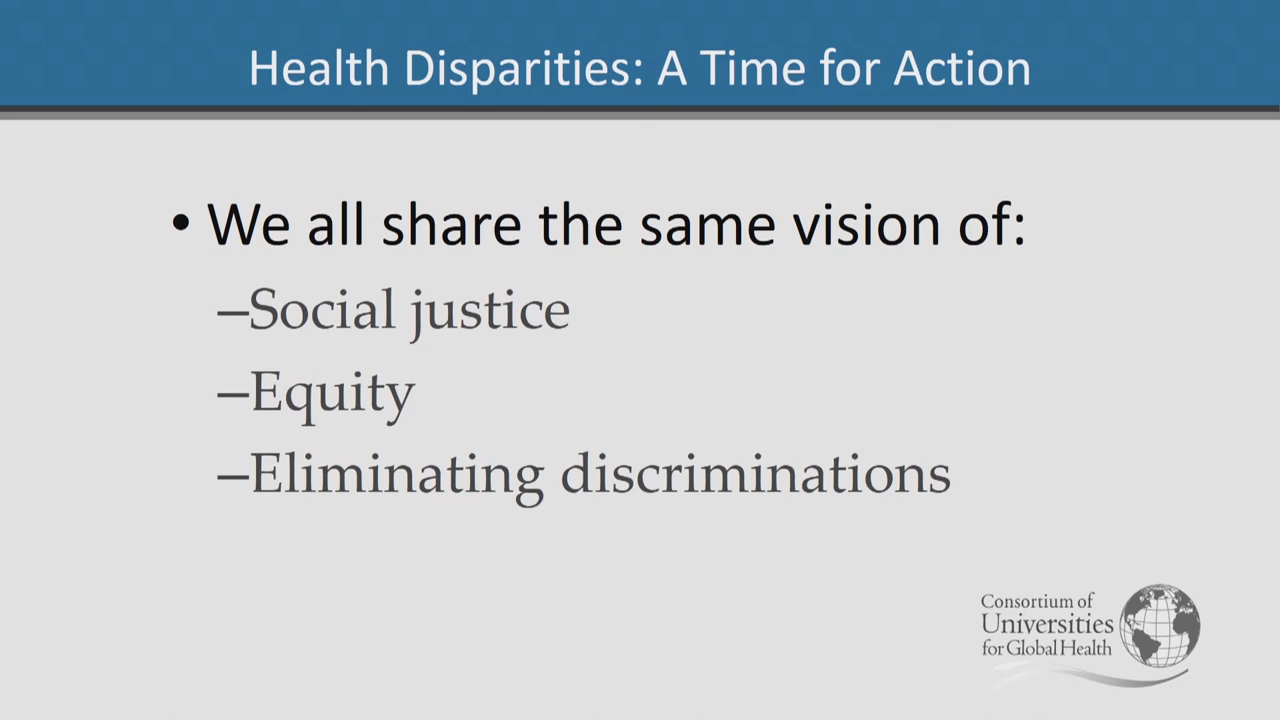 Health Disparities: A Time for Action
• We all share the same vision of:
–Social justice
–Equity
–Eliminating discriminations
Consortium of
Universities
for Global Health